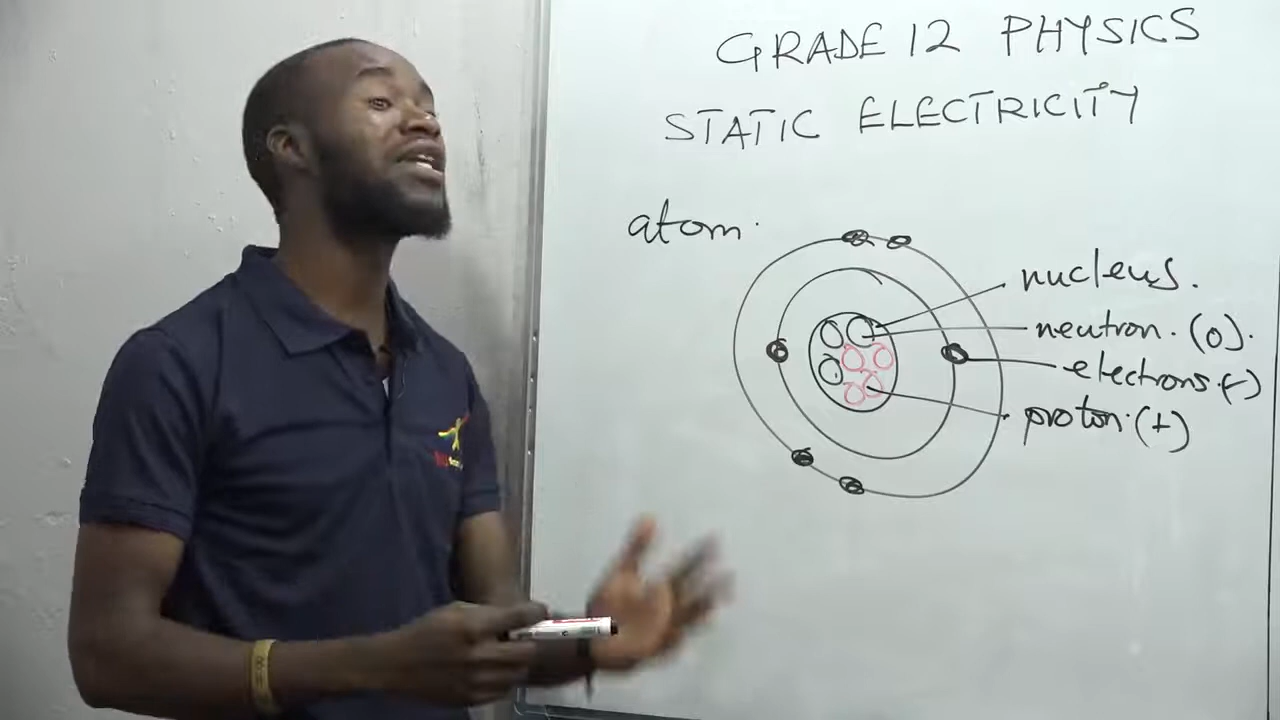 GRADE 12 PHYSICS
STATIC ELECTRICITY
atom.
nucleus.
neutron. (0).
electrons (-)
proton. (+)